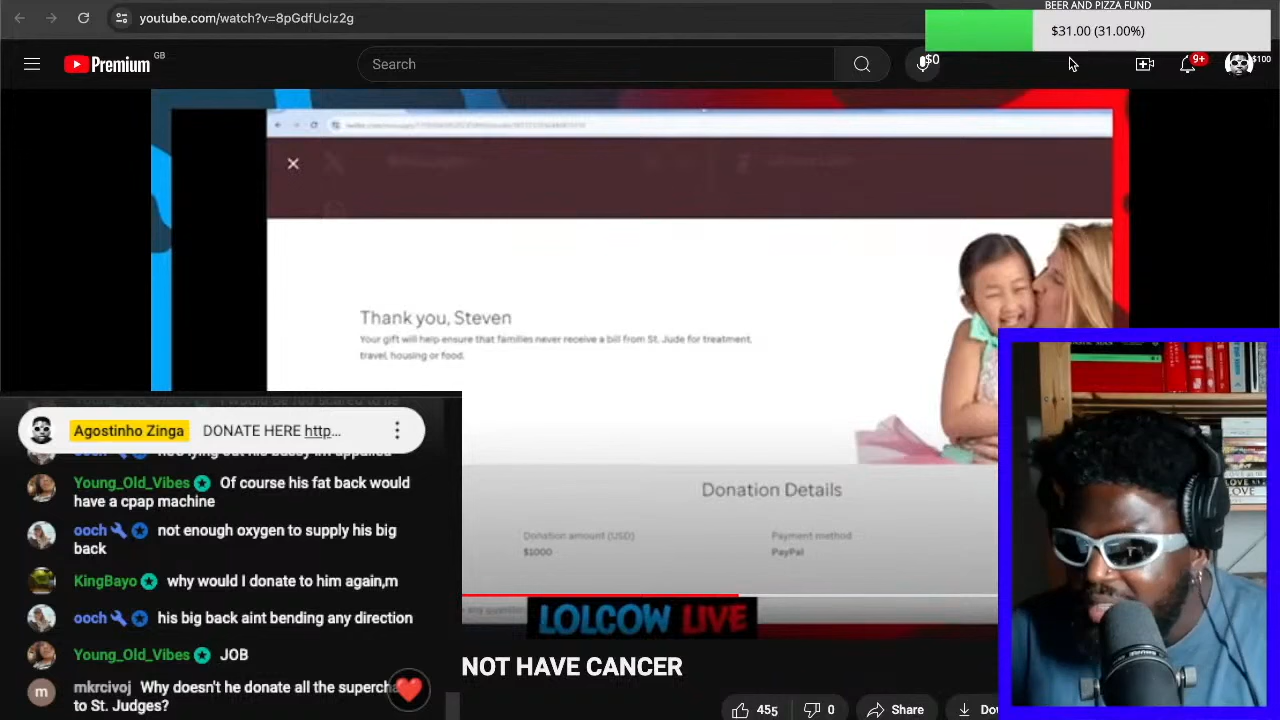 youtube.com/watch?v=8pGdfUcIz2g
BEER AND PIZZA FUND
$31.00 (31.00%)
Premium GB
Search
$0
9+
$100
Thank you, Steven
Your gift will help ensure that families never receive a bill from St. Jude for treatment,
travel, housing or food.
Donation Details
Donation amount (USD)
$1000
Payment method
PayPal
LOLCOW LIVE
NOT HAVE CANCER
455
0
Share
Agostinho Zinga DONATE HERE http...
Young_Old_Vibes Of course his fat back would
have a cpap machine
ooch not enough oxygen to supply his big
back
KingBayo why would I donate to him again,m
ooch his big back aint bending any direction
Young_Old_Vibes JOB
mkrcivoj Why doesn't he donate all the supercha
to St. Judges?
LOVE